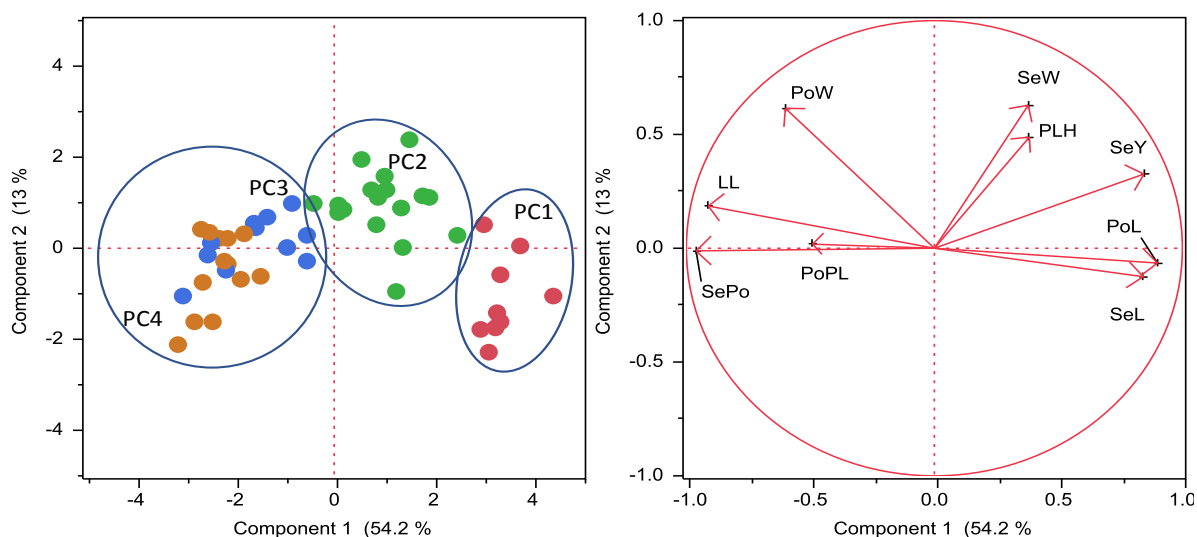 4
2
0
-2
-4
-4
-2
0
2
4
Component 2  (13 %
Component 1  (54.2 %
PC1
PC2
PC3
PC4
1.0
0.5
0.0
-0.5
-1.0
-1.0
-0.5
0.0
0.5
1.0
Component 2  (13 %
Component 1  (54.2 %
PoW
SeW
PLH
SeY
LL
PoL
PoPL
SePo
SeL